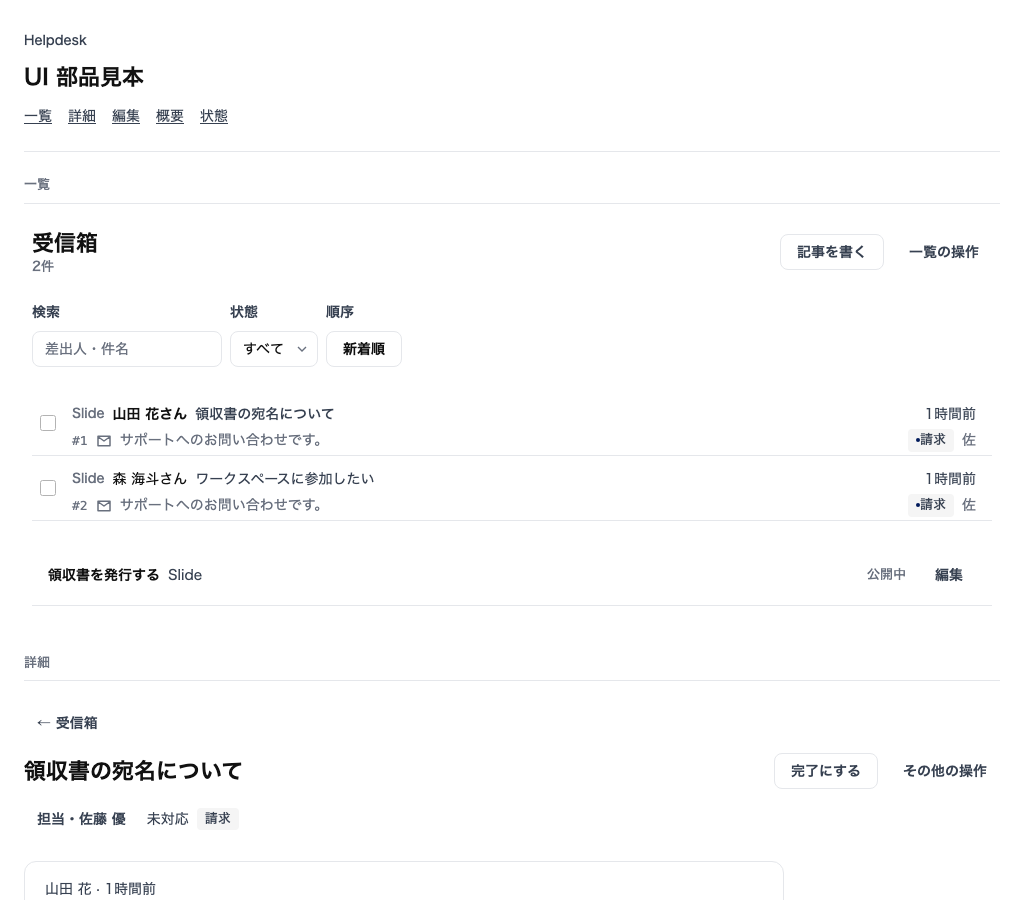 Helpdesk
UI 部品見本
一覧 詳細 編集 概要 状態
一覧
受信箱
2件
記事を書く 一覧の操作
検索 状態 順序
差出人・件名 すべて 新着順
Slide 山田 花さん 領収書の宛名について 1時間前
#1 サポートへのお問い合わせです。 •請求 佐
Slide 森 海斗さん ワークスペースに参加したい 1時間前
#2 サポートへのお問い合わせです。 •請求 佐
領収書を発行する Slide 公開中 編集
詳細
← 受信箱
領収書の宛名について 完了にする その他の操作
担当・佐藤 優 未対応 請求
山田 花 · 1時間前